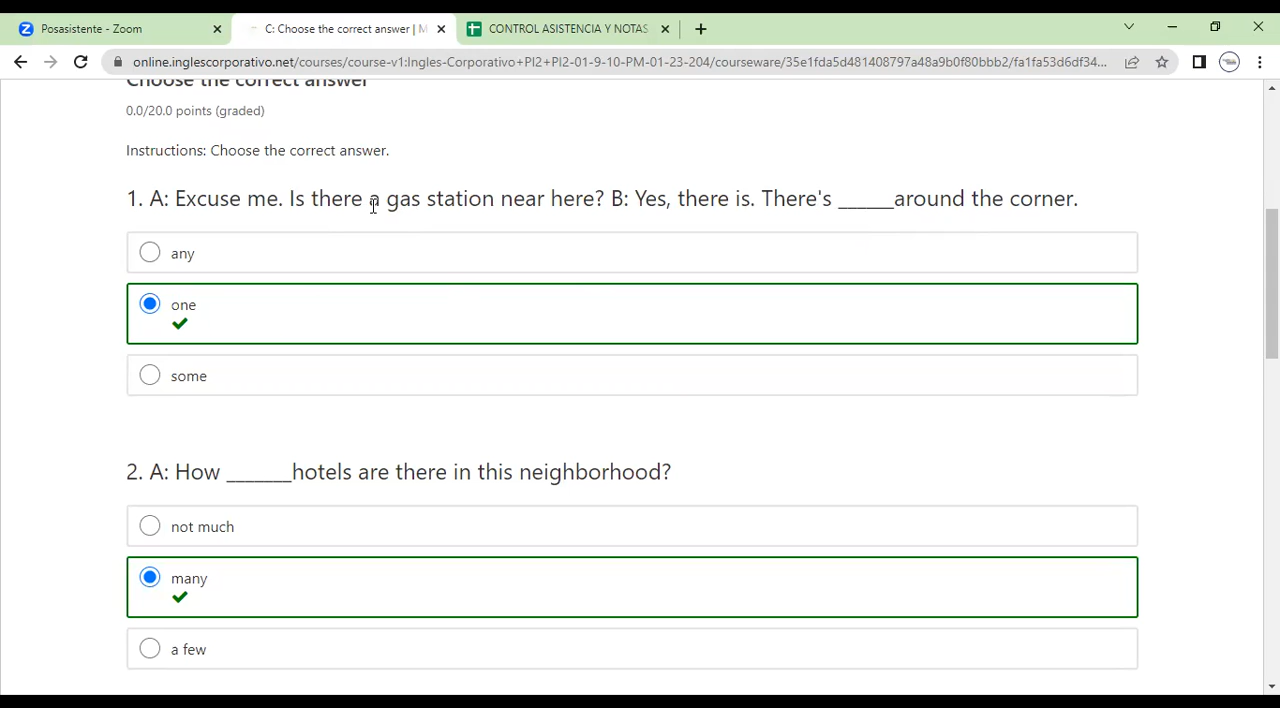 Posasistente - Zoom
C: Choose the correct answer | M
CONTROL ASISTENCIA Y NOTAS
online.inglescorporativo.net/courses/course-v1:Ingles-Corporativo+PI2+PI2-01-9-10-PM-01-23-204/courseware/35e1fda5d481408797a48a9b0f80bbb2/fa1fa53d6df34...
Choose the correct answer
0.0/20.0 points (graded)
Instructions: Choose the correct answer.
1. A: Excuse me. Is there a gas station near here? B: Yes, there is. There's ______around the corner.
any
one
some
2. A: How _______hotels are there in this neighborhood?
not much
many
a few